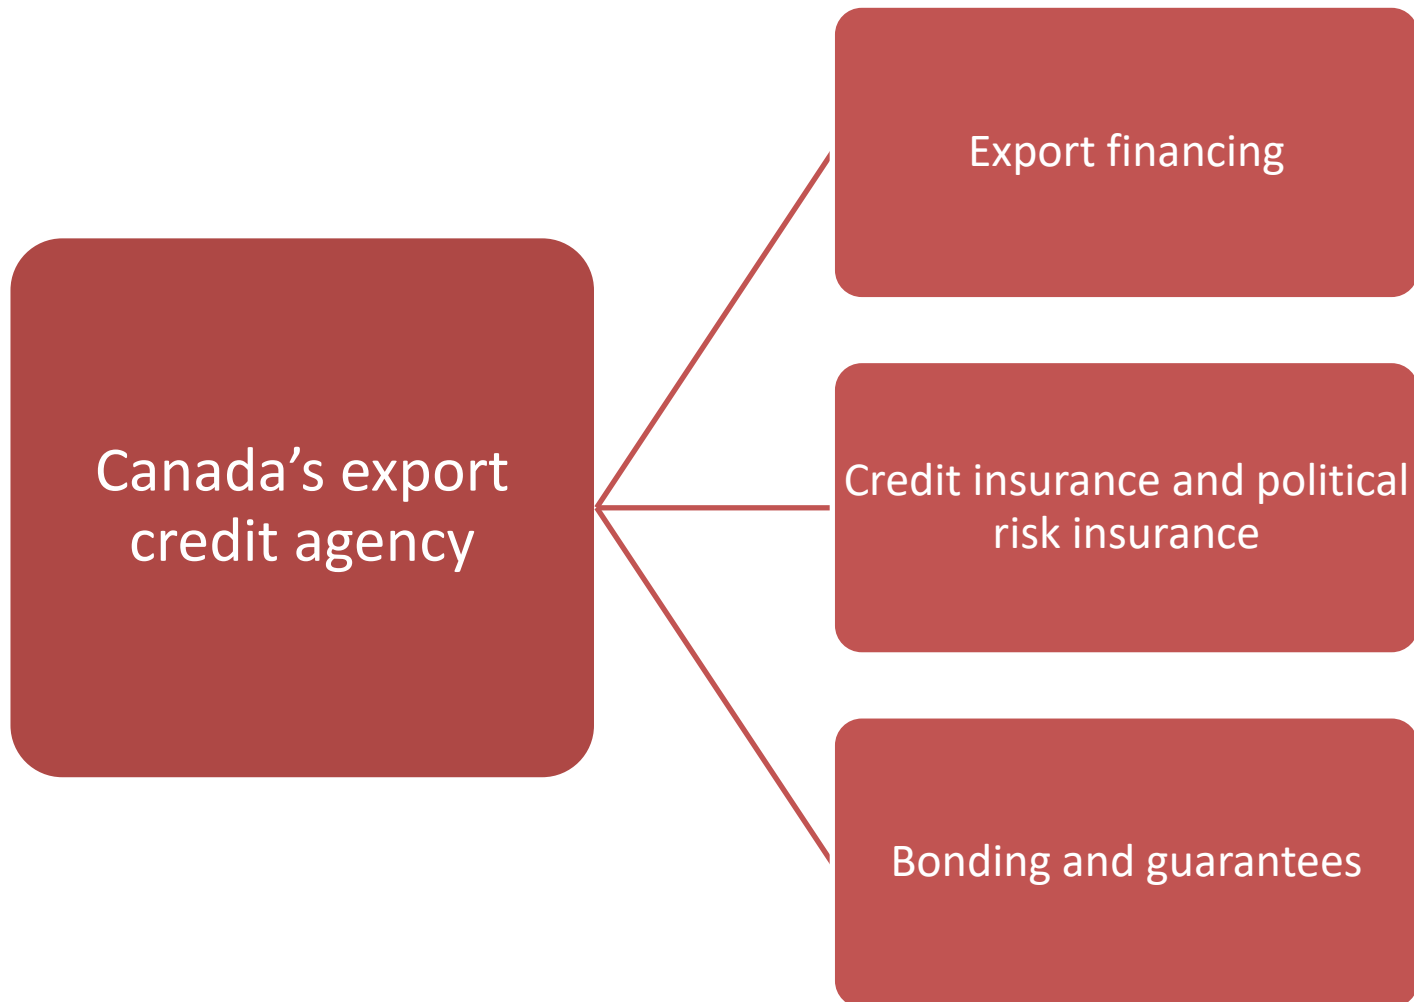 Canada’s export
credit agency
Export financing
Credit insurance and political
risk insurance
Bonding and guarantees